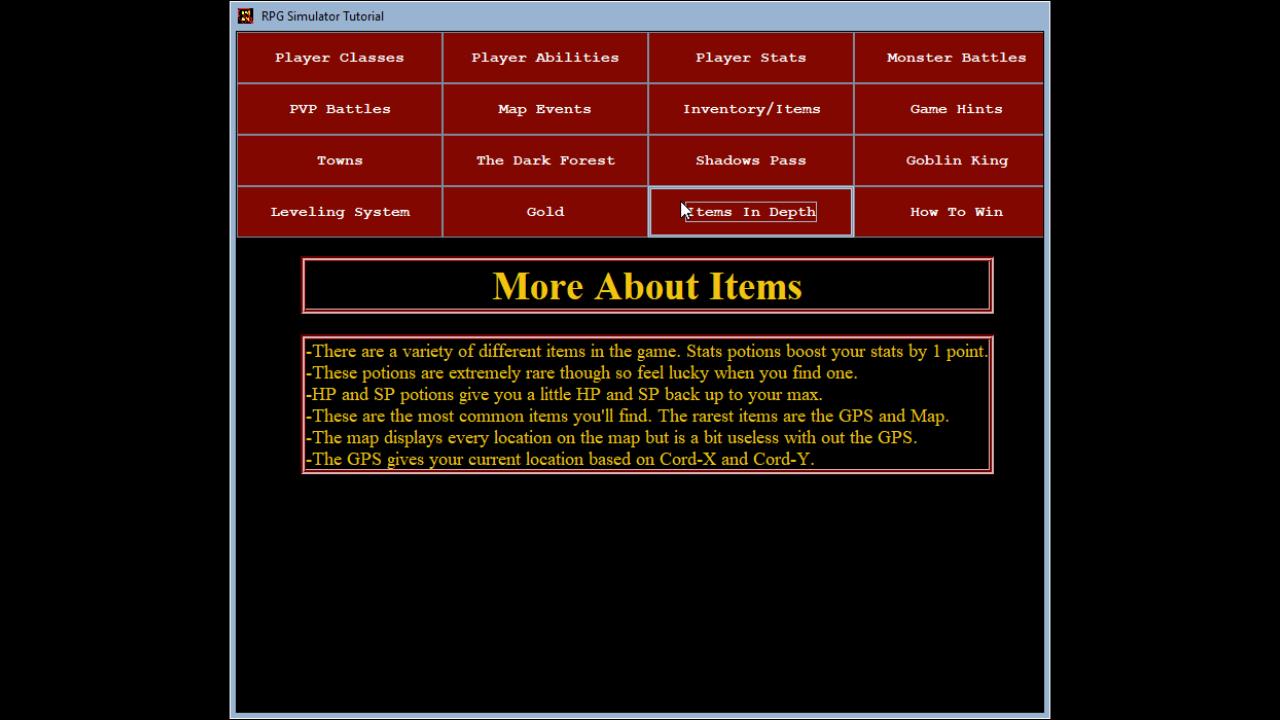 RPG Simulator Tutorial
Player Classes Player Abilities Player Stats Monster Battles
PVP Battles Map Events Inventory/Items Game Hints
Towns The Dark Forest Shadows Pass Goblin King
Leveling System Gold Items In Depth How To Win
More About Items
-There are a variety of different items in the game. Stats potions boost your stats by 1 point.
-These potions are extremely rare though so feel lucky when you find one.
-HP and SP potions give you a little HP and SP back up to your max.
-These are the most common items you'll find. The rarest items are the GPS and Map.
-The map displays every location on the map but is a bit useless with out the GPS.
-The GPS gives your current location based on Cord-X and Cord-Y.